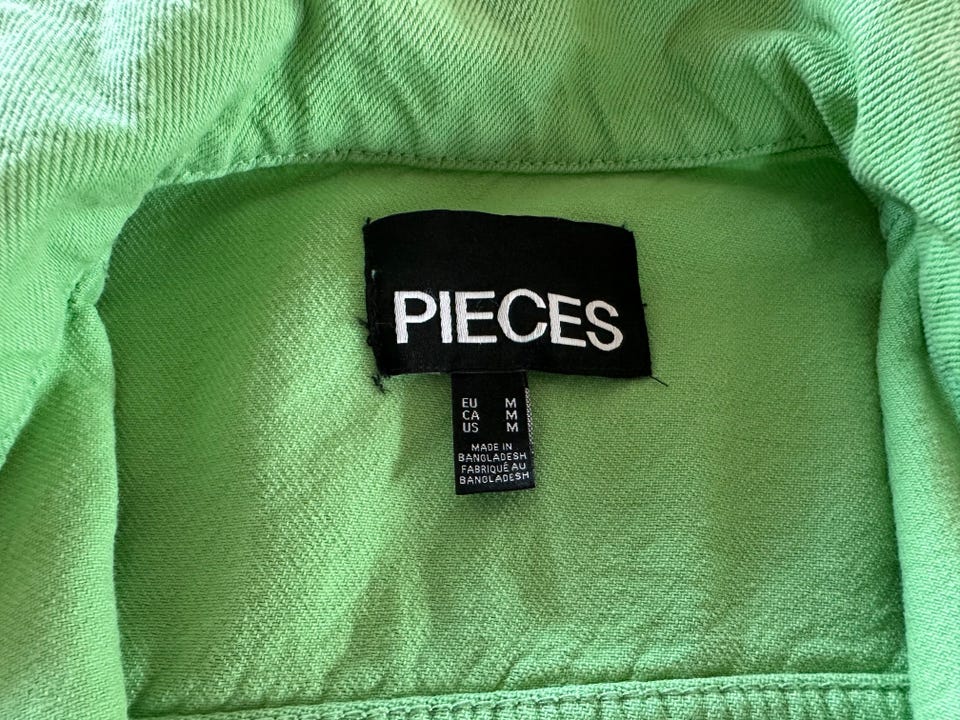 PIECES
EU M
CA M
US M
MADE IN
BANGLADESH
FABRIQUÉ AU
BANGLADESH